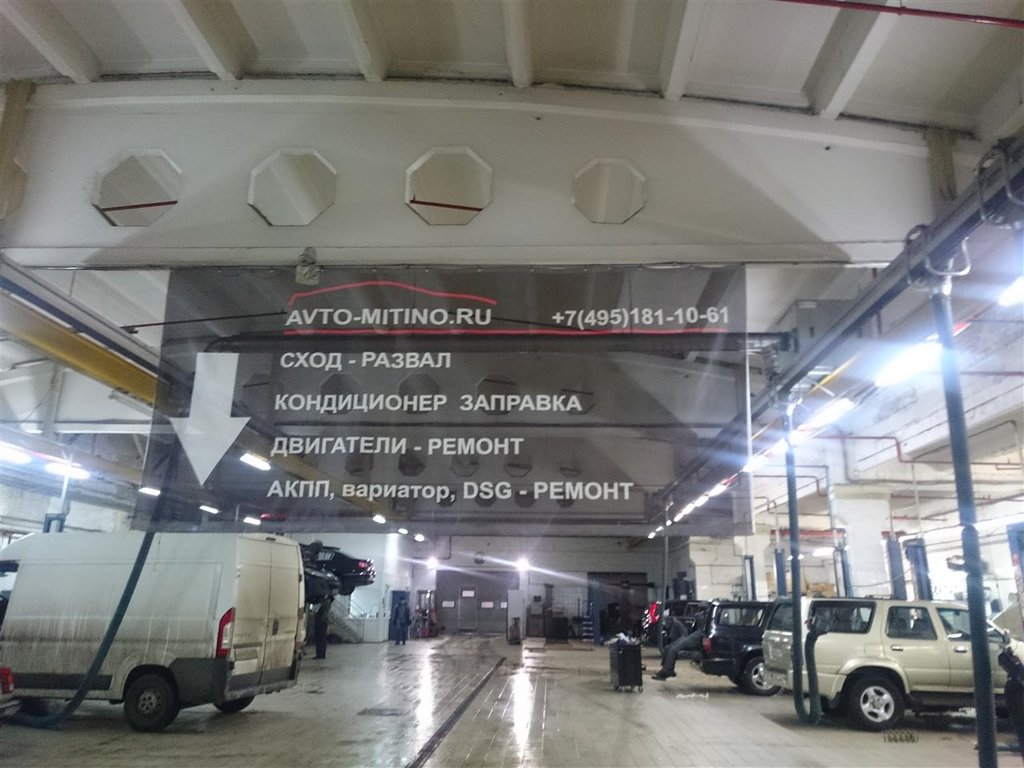 AVTO-MITINO.RU +7(495)181-10-61
СХОД - РАЗВАЛ
КОНДИЦИОНЕР ЗАПРАВКА
ДВИГАТЕЛИ - РЕМОНТ
АКПП, вариатор, DSG - РЕМОНТ